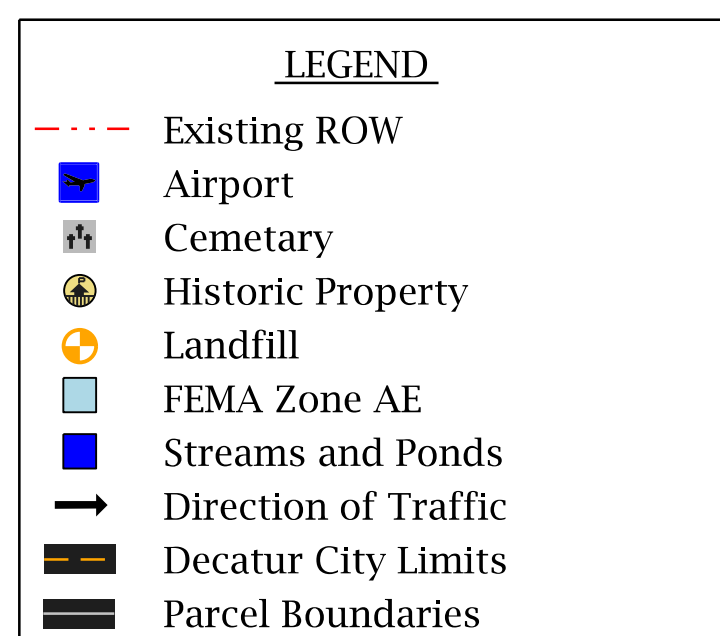 LEGEND
Existing ROW
Airport
Cemetary
Historic Property
Landfill
FEMA Zone AE
Streams and Ponds
Direction of Traffic
Decatur City Limits
Parcel Boundaries